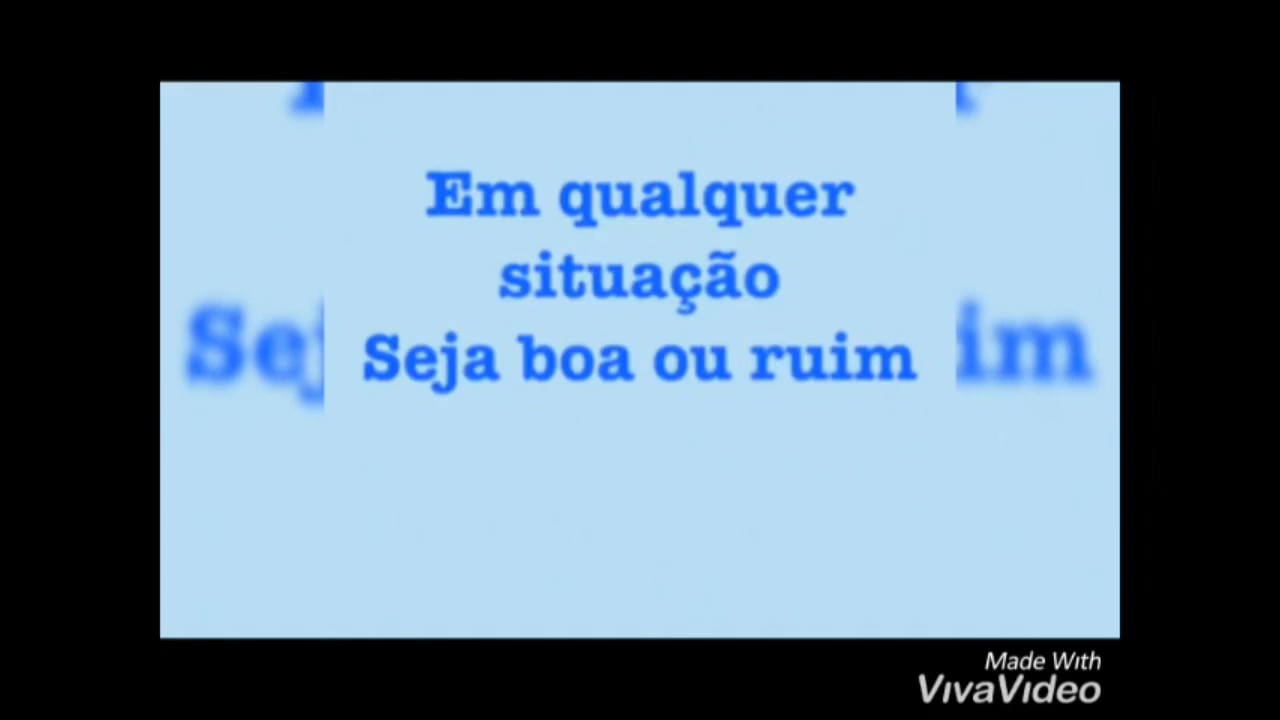 Em qualquer
situação
Seja boa ou ruim
Made With
VivaVideo